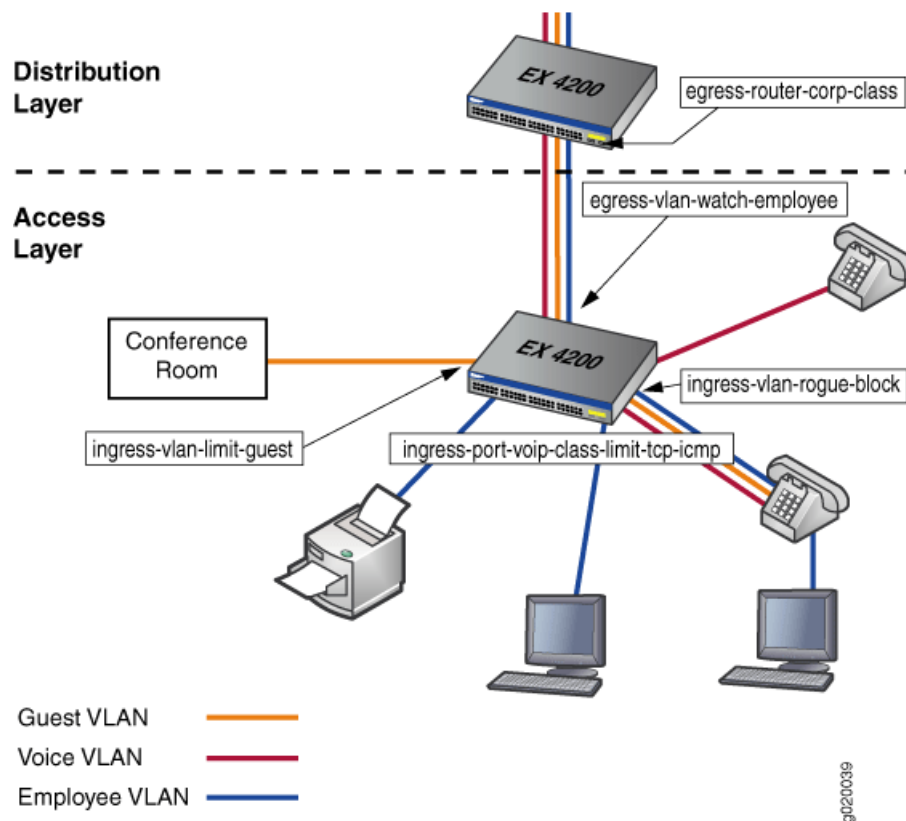 Distribution
Layer
EX 4200
egress-router-corp-class
Access
Layer
egress-vlan-watch-employee
Conference
Room
EX 4200
ingress-vlan-rogue-block
ingress-vlan-limit-guest
ingress-port-voip-class-limit-tcp-icmp
Guest VLAN
Voice VLAN
Employee VLAN
g020039